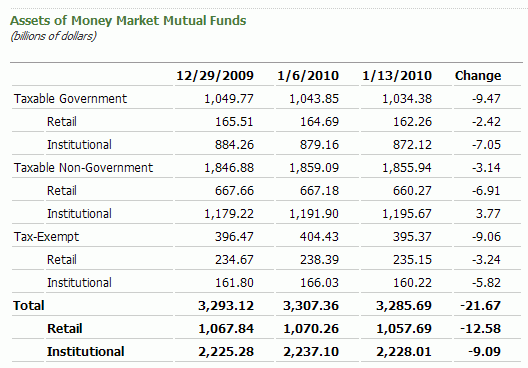 Assets of Money Market Mutual Funds
(billions of dollars)
12/29/2009 1/6/2010 1/13/2010 Change
Taxable Government 1,049.77 1,043.85 1,034.38 -9.47
Retail 165.51 164.69 162.26 -2.42
Institutional 884.26 879.16 872.12 -7.05
Taxable Non-Government 1,846.88 1,859.09 1,855.94 -3.14
Retail 667.66 667.18 660.27 -6.91
Institutional 1,179.22 1,191.90 1,195.67 3.77
Tax-Exempt 396.47 404.43 395.37 -9.06
Retail 234.67 238.39 235.15 -3.24
Institutional 161.80 166.03 160.22 -5.82
Total 3,293.12 3,307.36 3,285.69 -21.67
Retail 1,067.84 1,070.26 1,057.69 -12.58
Institutional 2,225.28 2,237.10 2,228.01 -9.09